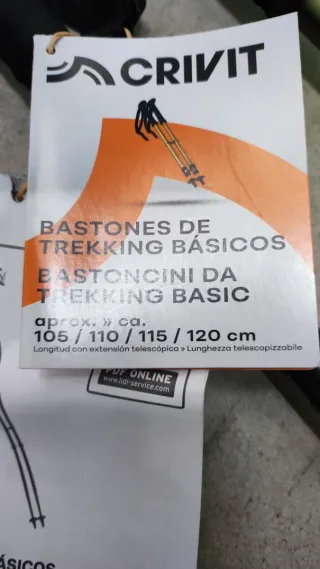 CRIVIT
BASTONES DE
TREKKING BÁSICOS
BASTONCINI DA
TREKKING BASIC
aprox. » ca.
105 / 110 / 115 / 120 cm
Longitud con extensión telescópica » Lunghezza telescopizzabile
PDF ONLINE
www.lidl-service.com
ÁSICOS